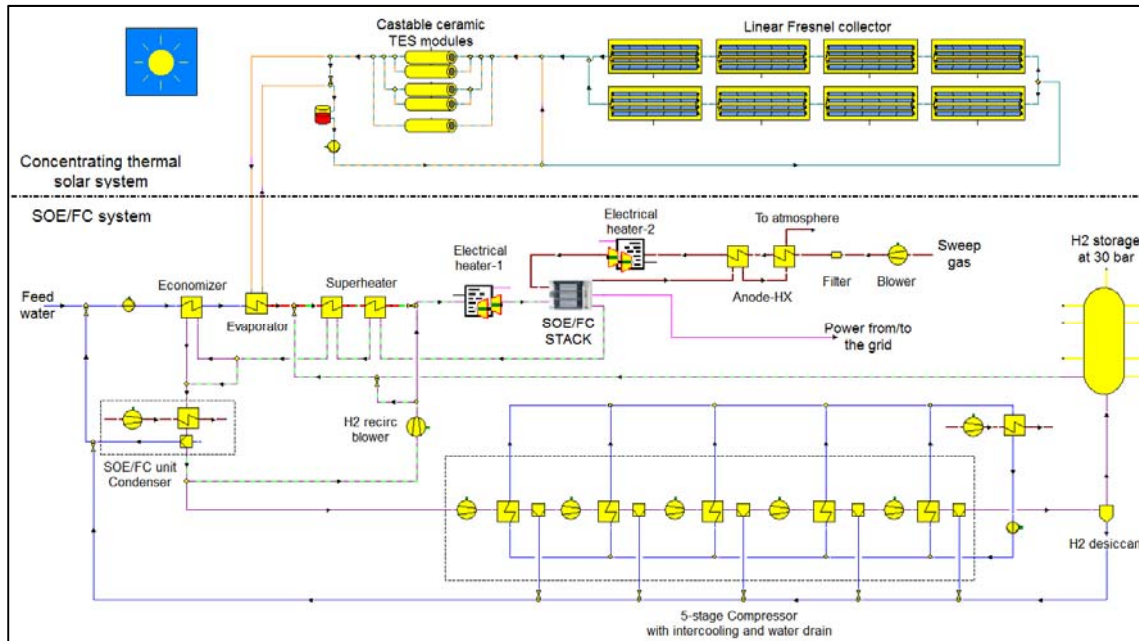 Castable ceramic
TES modules
Linear Fresnel collector
Concentrating thermal
solar system
SOE/FC system
Electrical
heater-2
To atmosphere
Electrical
heater-1
Sweep
gas
H2 storage
at 30 bar
Feed
water
Economizer
Superheater
Filter
Blower
Anode-HX
Evaporator
SOE/FC
STACK
Power from/to
the grid
H2 recirc
blower
SOE/FC unit
Condenser
H2 desiccan
5-stage Compressor
with intercooling and water drain